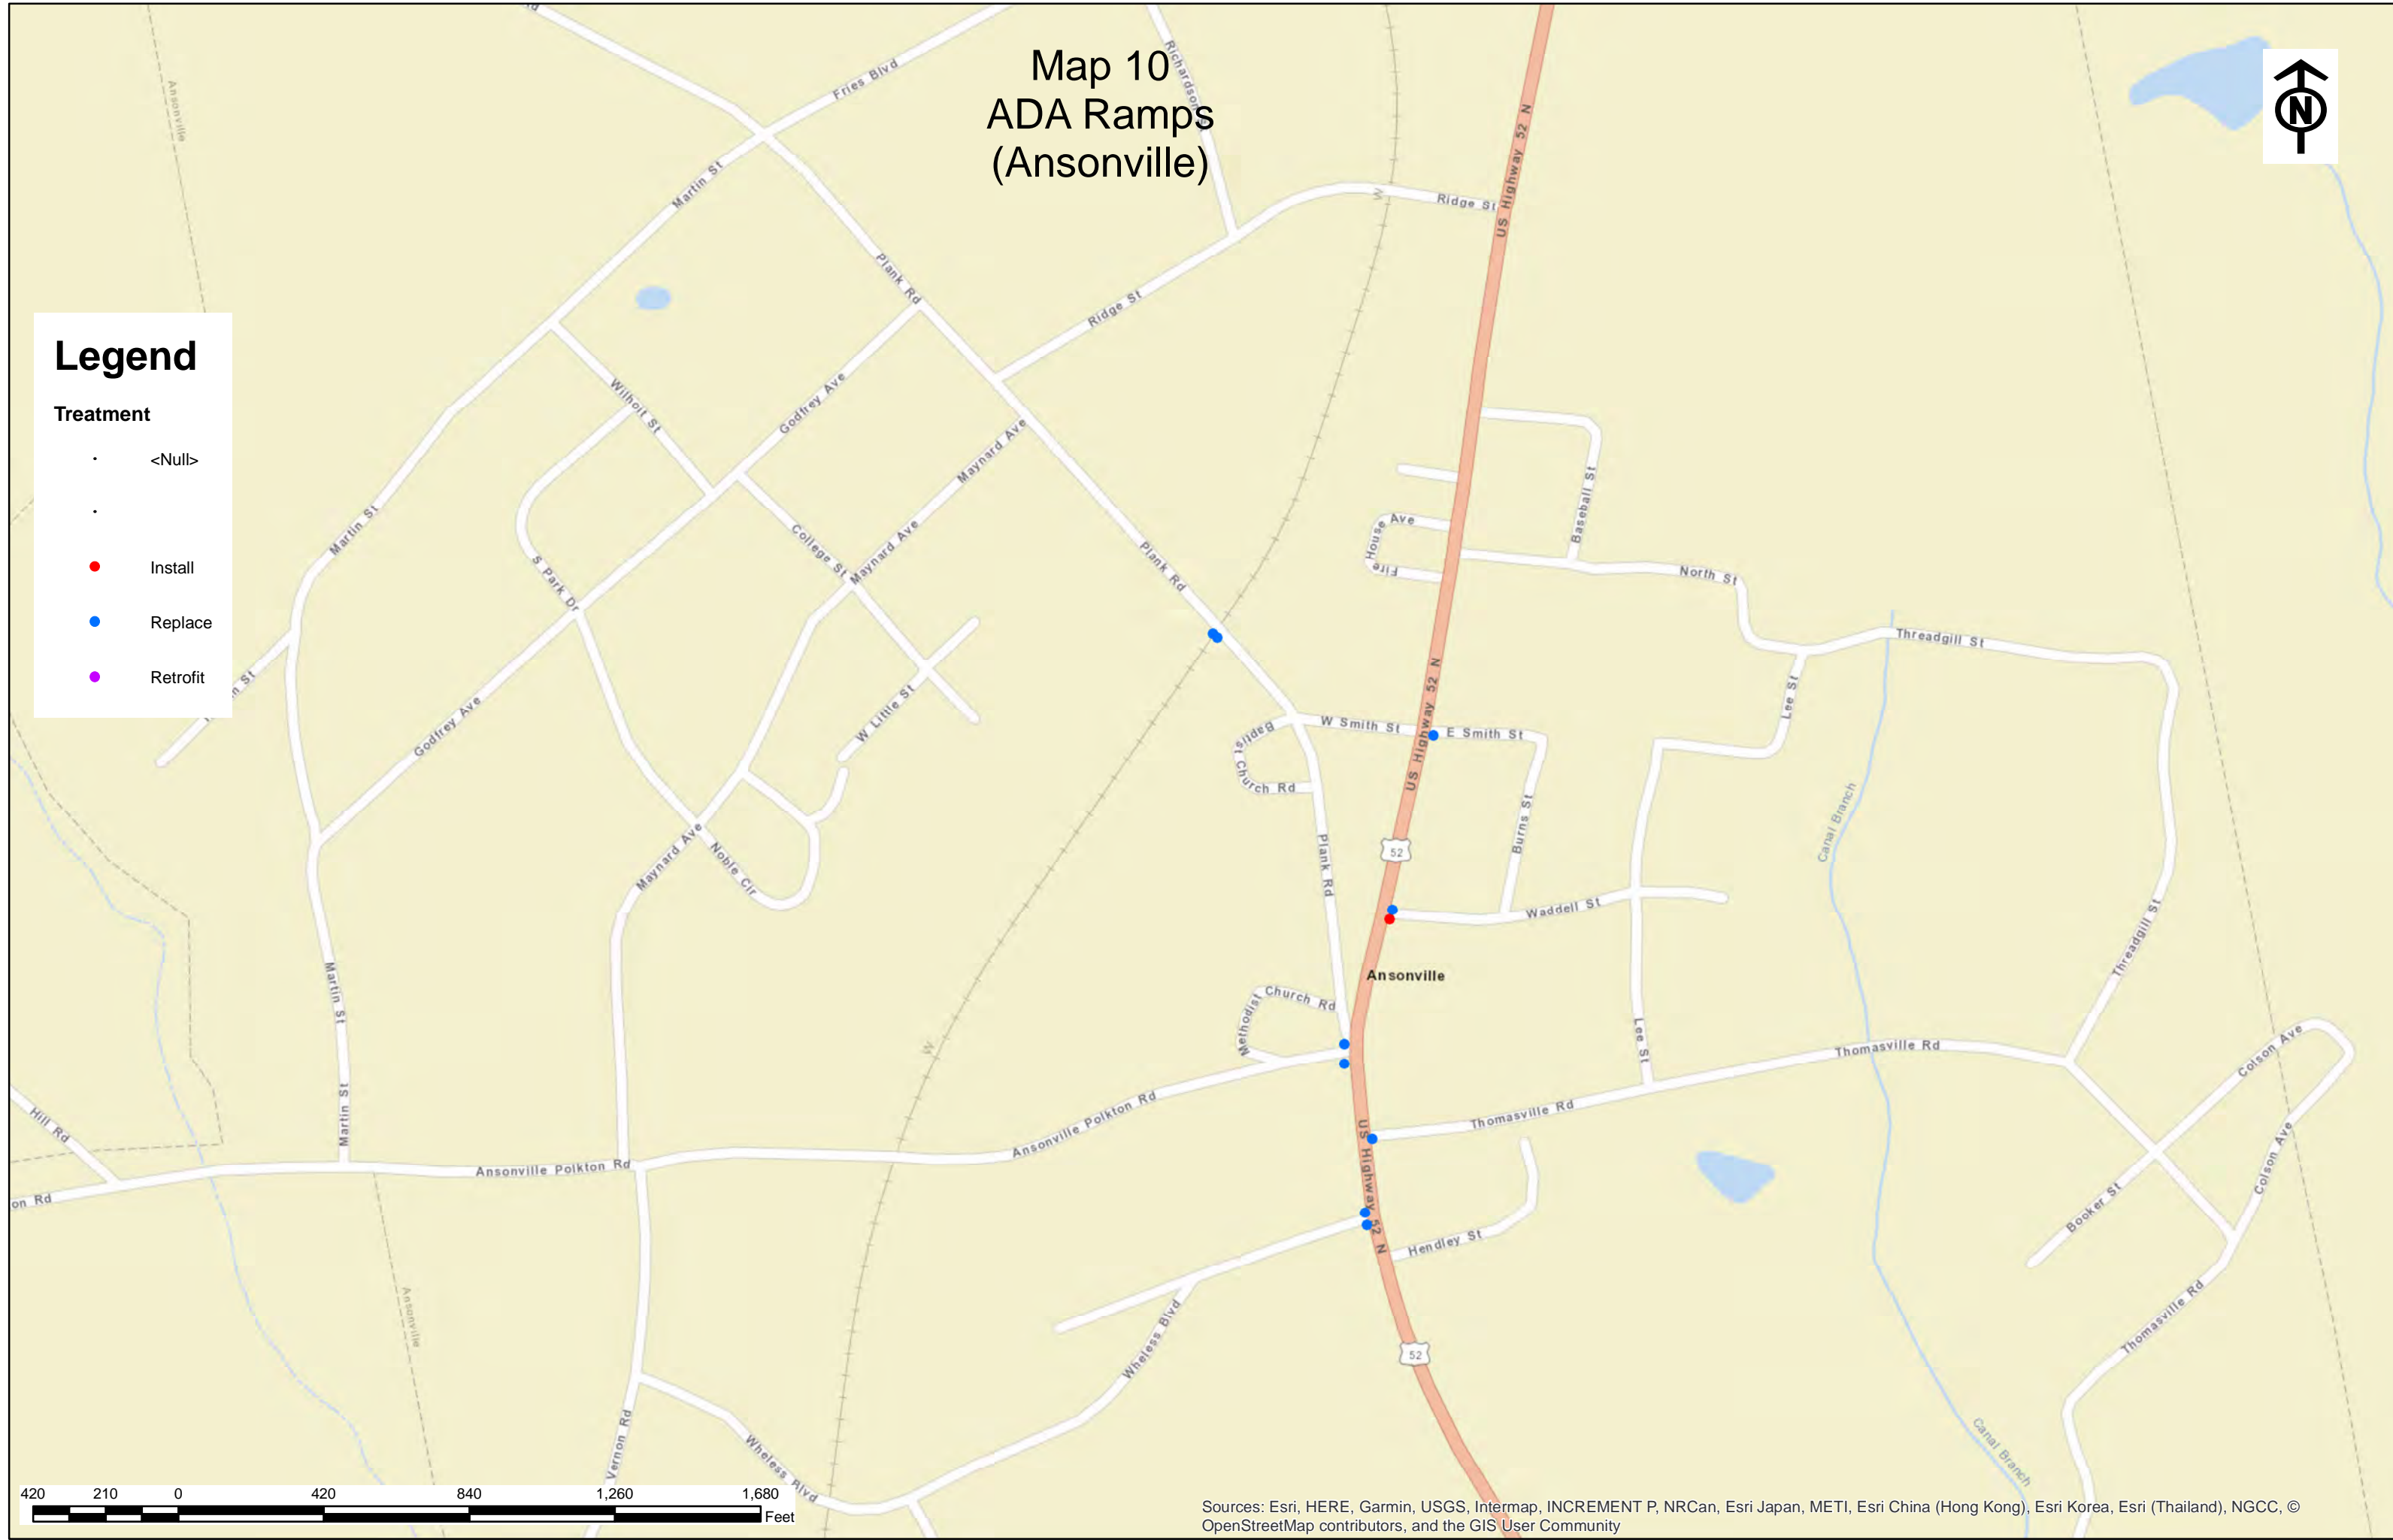 Map 10
ADA Ramps
(Ansonville)
N
Legend
Treatment
<Null>
Install
Replace
Retrofit
Ansonville
Fries Blvd
Martin St
Plank Rd
Ridge St
Ridge St
US Highway 52 N
US Highway 52 N
Wilhoit St
Godfrey Ave
Maynard Ave
Maynard Ave
College St
Martin St
S Park Dr
Plank Rd
House Ave
Fire
Baseball St
North St
Threadgill St
Lee St
W Little St
Godfrey Ave
Baptist
Church Rd
W Smith St
E Smith St
US Highway 52 N
Burns St
Canal Branch
52
Plank Rd
Maynard Ave
Noble Cir
Waddell St
Threadgill St
Ansonville
Martin St
Methodist
Church Rd
Lee St
Thomasville Rd
Colson Ave
Hill Rd
Martin St
Ansonville Polkton Rd
Ansonville Polkton Rd
Thomasville Rd
on Rd
Colson Ave
Booker St
Hendley St
Ansonville
Wheless Blvd
52
Thomasville Rd
Vernon Rd
Wheless Blvd
Canal Branch
420 210 0 420 840 1,260 1,680
Feet
Sources: Esri, HERE, Garmin, USGS, Intermap, INCREMENT P, NRCan, Esri Japan, METI, Esri China (Hong Kong), Esri Korea, Esri (Thailand), NGCC, ©
OpenStreetMap contributors, and the GIS User Community